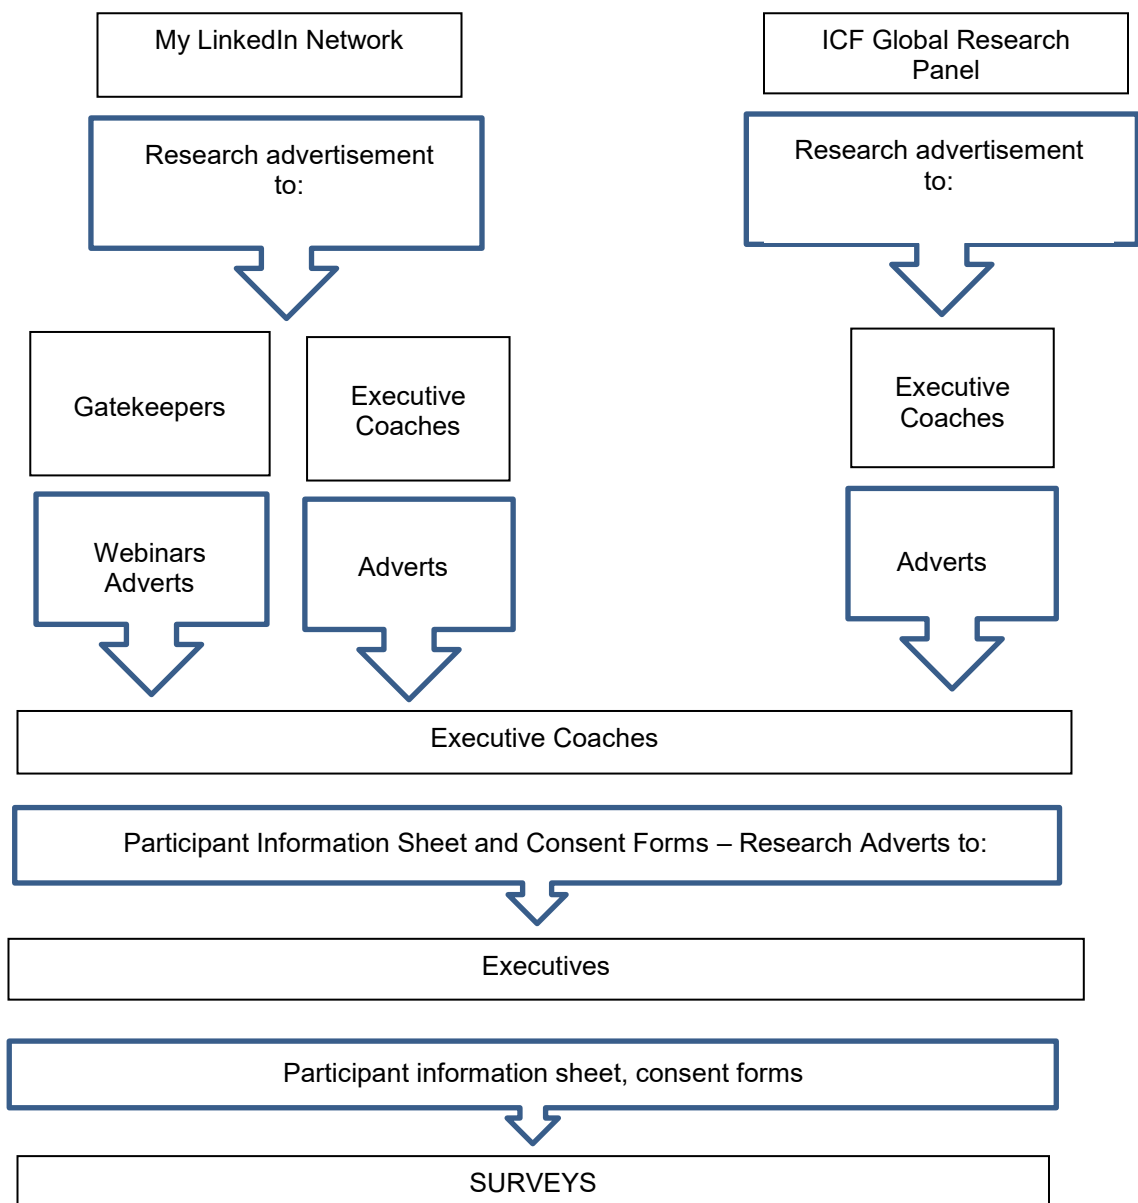 My LinkedIn Network
ICF Global Research
Panel
Research advertisement
to:
Research advertisement
to:
Gatekeepers
Executive
Coaches
Executive
Coaches
Webinars
Adverts
Adverts
Adverts
Executive Coaches
Participant Information Sheet and Consent Forms – Research Adverts to:
Executives
Participant information sheet, consent forms
SURVEYS